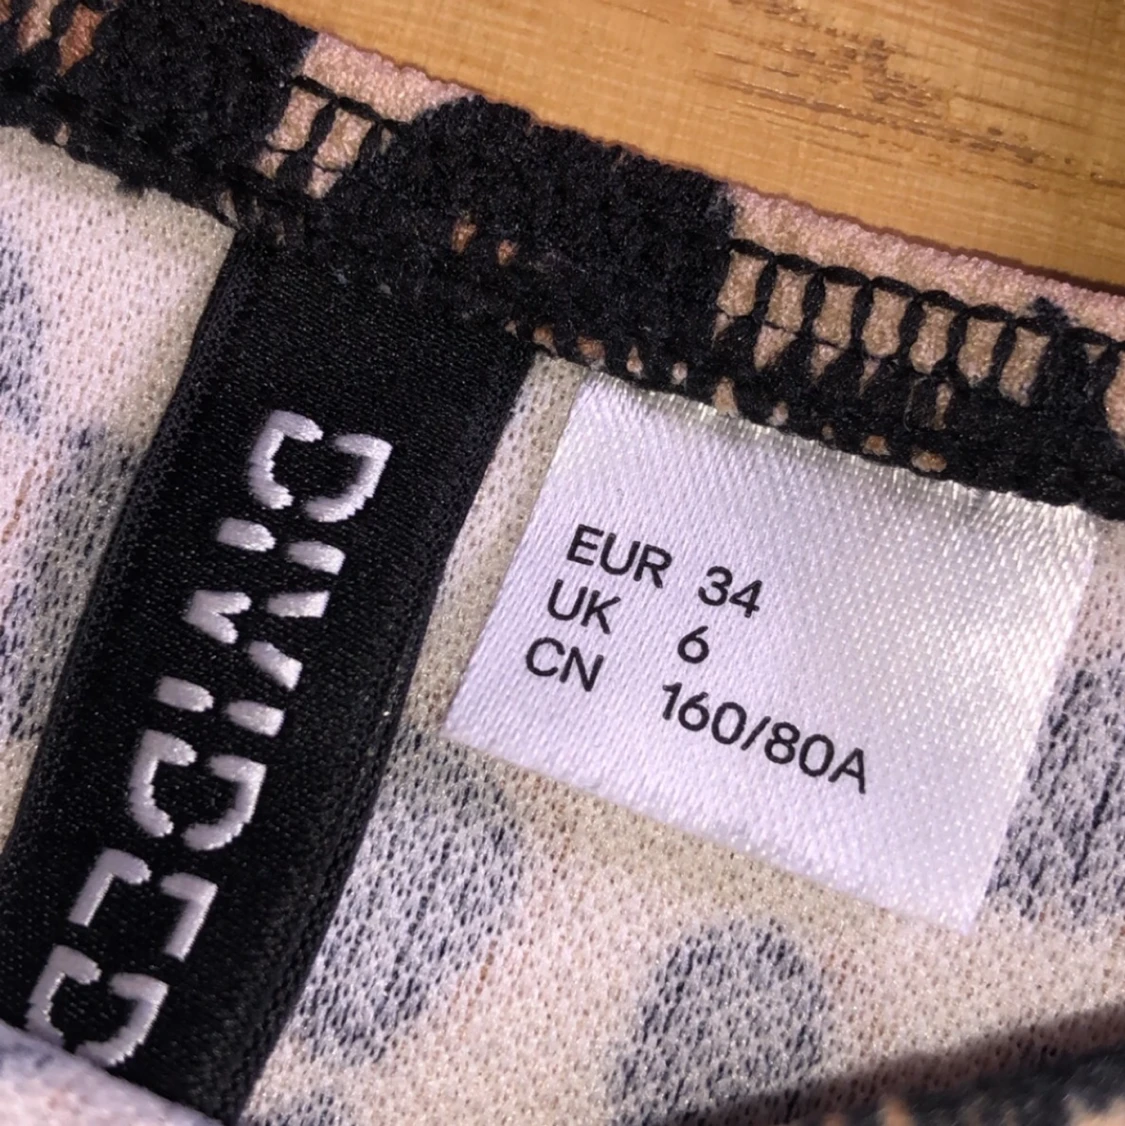 DIVIDED
EUR 34
UK 6
CN 160/80A